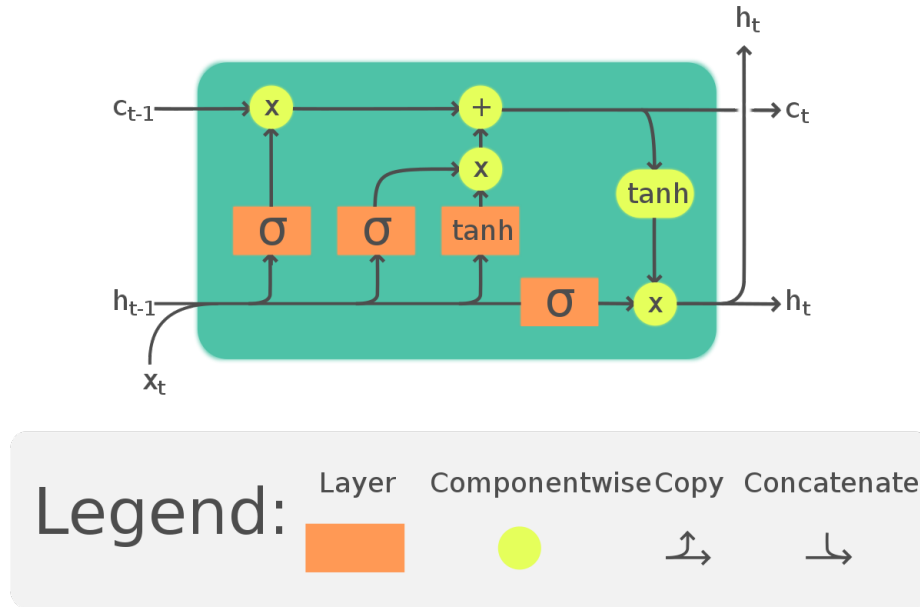 hₜ
cₜ₋₁
x
+
cₜ
x
tanh
σ
σ
tanh
hₜ₋₁
σ
x
hₜ
xₜ
Legend:
Layer
Componentwise
Copy
Concatenate